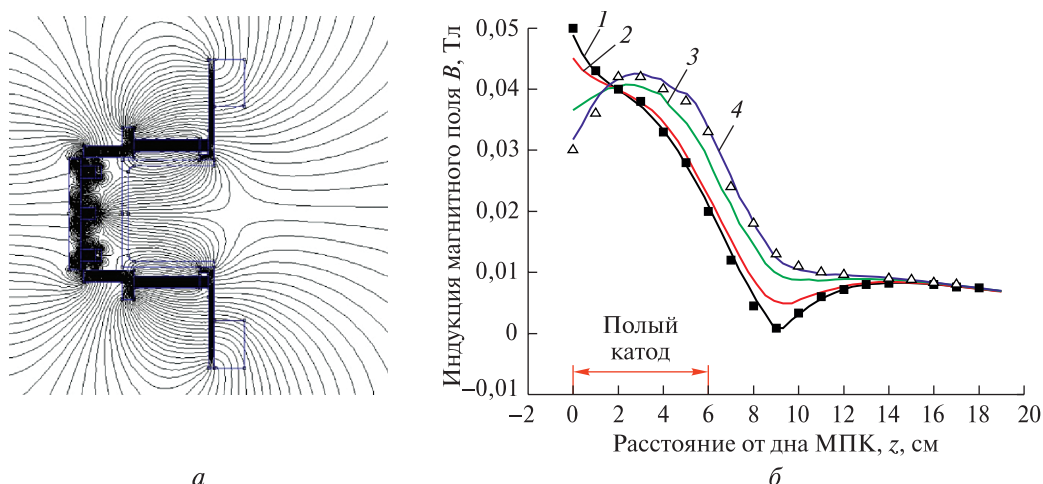 0,05
0,04
0,03
0,02
0,01
0
–0,01
Индукция магнитного поля B, Тл
1
2
3
4
Полый
катод
–2 0 2 4 6 8 10 12 14 16 18 20
Расстояние от дна МПК, z, см
а
б